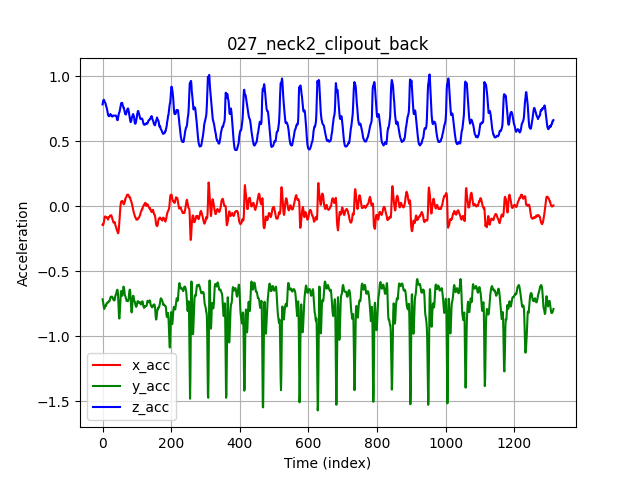 027_neck2_clipout_back
1.0
0.5
0.0
−0.5
−1.0
−1.5
Acceleration
x_acc
y_acc
z_acc
0 200 400 600 800 1000 1200
Time (index)